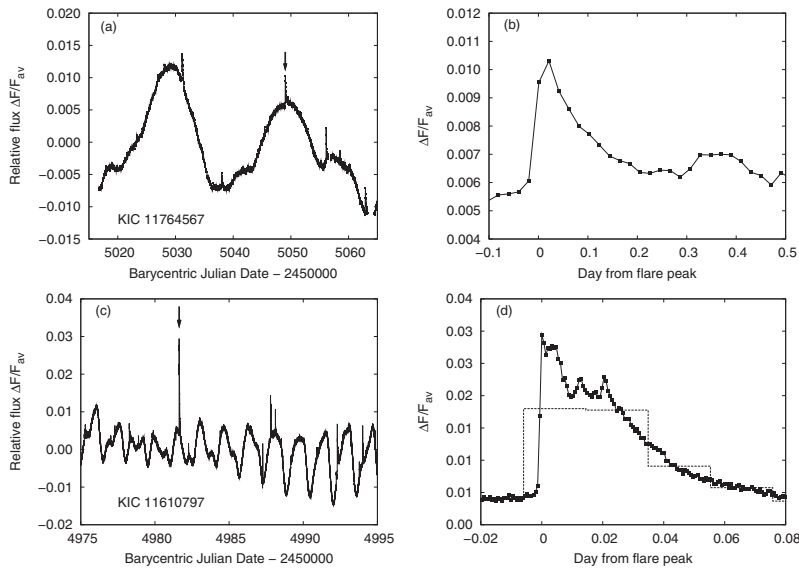 (a)
0.020
0.015
0.010
0.005
0.000
−0.005
−0.010
−0.015
Relative flux ΔF/Fav
KIC 11764567
5020 5030 5040 5050 5060
Barycentric Julian Date − 2450000
(b)
0.012
0.011
0.010
0.009
0.008
0.007
0.006
0.005
0.004
ΔF/Fav
−0.1 0 0.1 0.2 0.3 0.4 0.5
Day from flare peak
(c)
0.04
0.03
0.02
0.01
0.00
−0.01
−0.02
Relative flux ΔF/Fav
KIC 11610797
4975 4980 4985 4990 4995
Barycentric Julian Date − 2450000
(d)
0.04
0.03
0.03
0.02
0.02
0.01
0.01
0.00
ΔF/Fav
−0.02 0 0.02 0.04 0.06 0.08
Day from flare peak